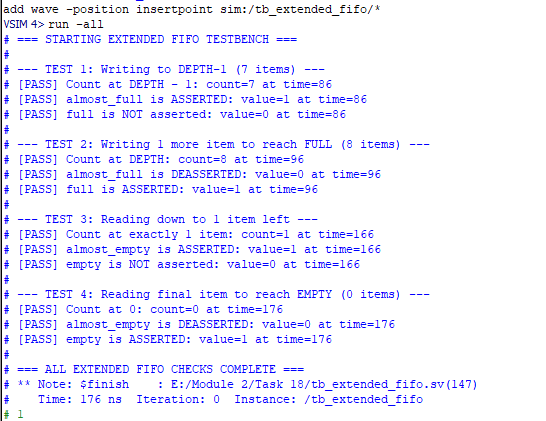 add wave -position insertpoint sim:/tb_extended_fifo/*
VSIM 4> run -all
# === STARTING EXTENDED FIFO TESTBENCH ===
#
# --- TEST 1: Writing to DEPTH-1 (7 items) ---
# [PASS] Count at DEPTH - 1: count=7 at time=86
# [PASS] almost_full is ASSERTED: value=1 at time=86
# [PASS] full is NOT asserted: value=0 at time=86
#
# --- TEST 2: Writing 1 more item to reach FULL (8 items) ---
# [PASS] Count at DEPTH: count=8 at time=96
# [PASS] almost_full is DEASSERTED: value=0 at time=96
# [PASS] full is ASSERTED: value=1 at time=96
#
# --- TEST 3: Reading down to 1 item left ---
# [PASS] Count at exactly 1 item: count=1 at time=166
# [PASS] almost_empty is ASSERTED: value=1 at time=166
# [PASS] empty is NOT asserted: value=0 at time=166
#
# --- TEST 4: Reading final item to reach EMPTY (0 items) ---
# [PASS] Count at 0: count=0 at time=176
# [PASS] almost_empty is DEASSERTED: value=0 at time=176
# [PASS] empty is ASSERTED: value=1 at time=176
#
# === ALL EXTENDED FIFO CHECKS COMPLETE ===
# ** Note: $finish    : E:/Module 2/Task 18/tb_extended_fifo.sv(147)
#    Time: 176 ns  Iteration: 0  Instance: /tb_extended_fifo
# 1